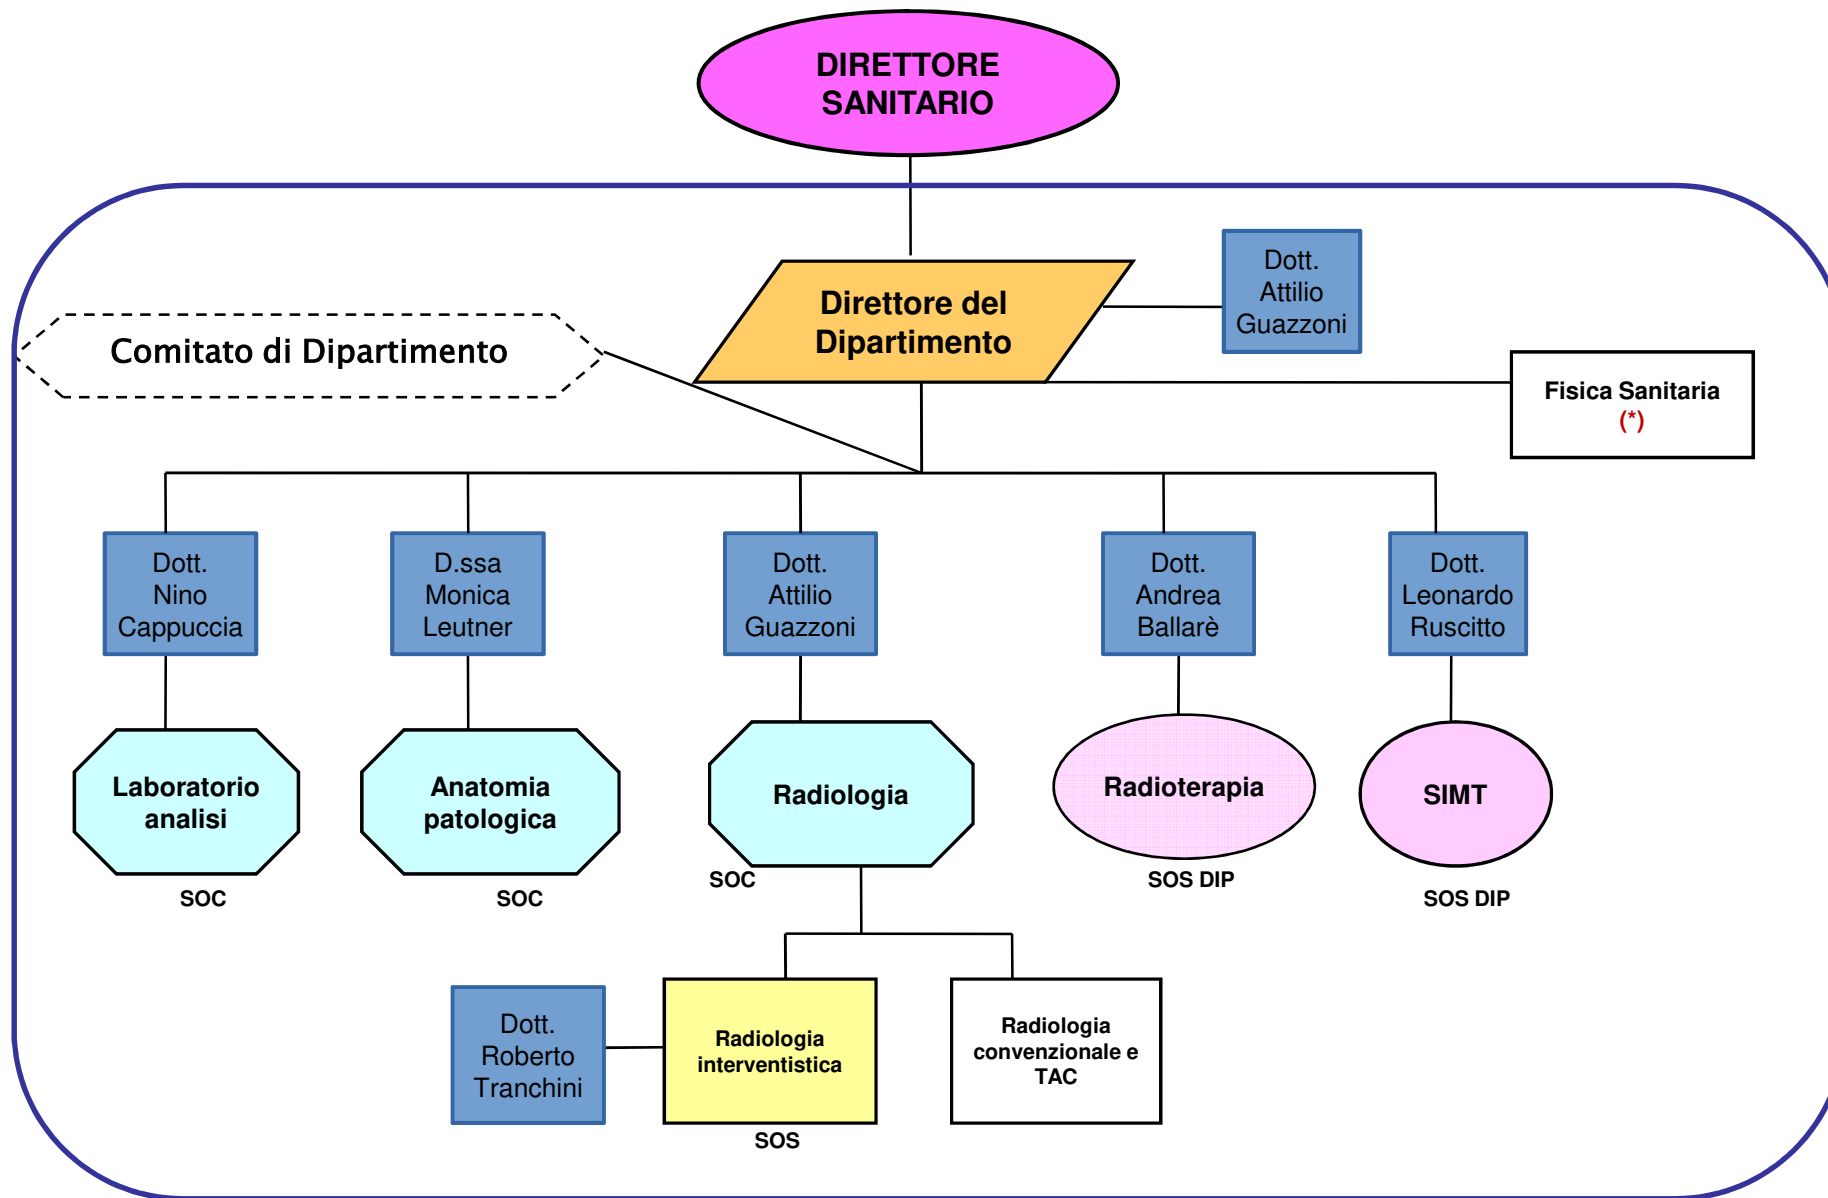 DIRETTORE
SANITARIO
Dott.
Attilio
Guazzoni
Direttore del
Dipartimento
Comitato di Dipartimento
Fisica Sanitaria
(*)
Dott.
Nino
Cappuccia
D.ssa
Monica
Leutner
Dott.
Attilio
Guazzoni
Dott.
Andrea
Ballarè
Dott.
Leonardo
Ruscitto
Laboratorio
analisi
Anatomia
patologica
Radiologia
Radioterapia
SIMT
SOC
SOC
SOC
SOS DIP
SOS DIP
Dott.
Roberto
Tranchini
Radiologia
interventistica
Radiologia
convenzionale e
TAC
SOS